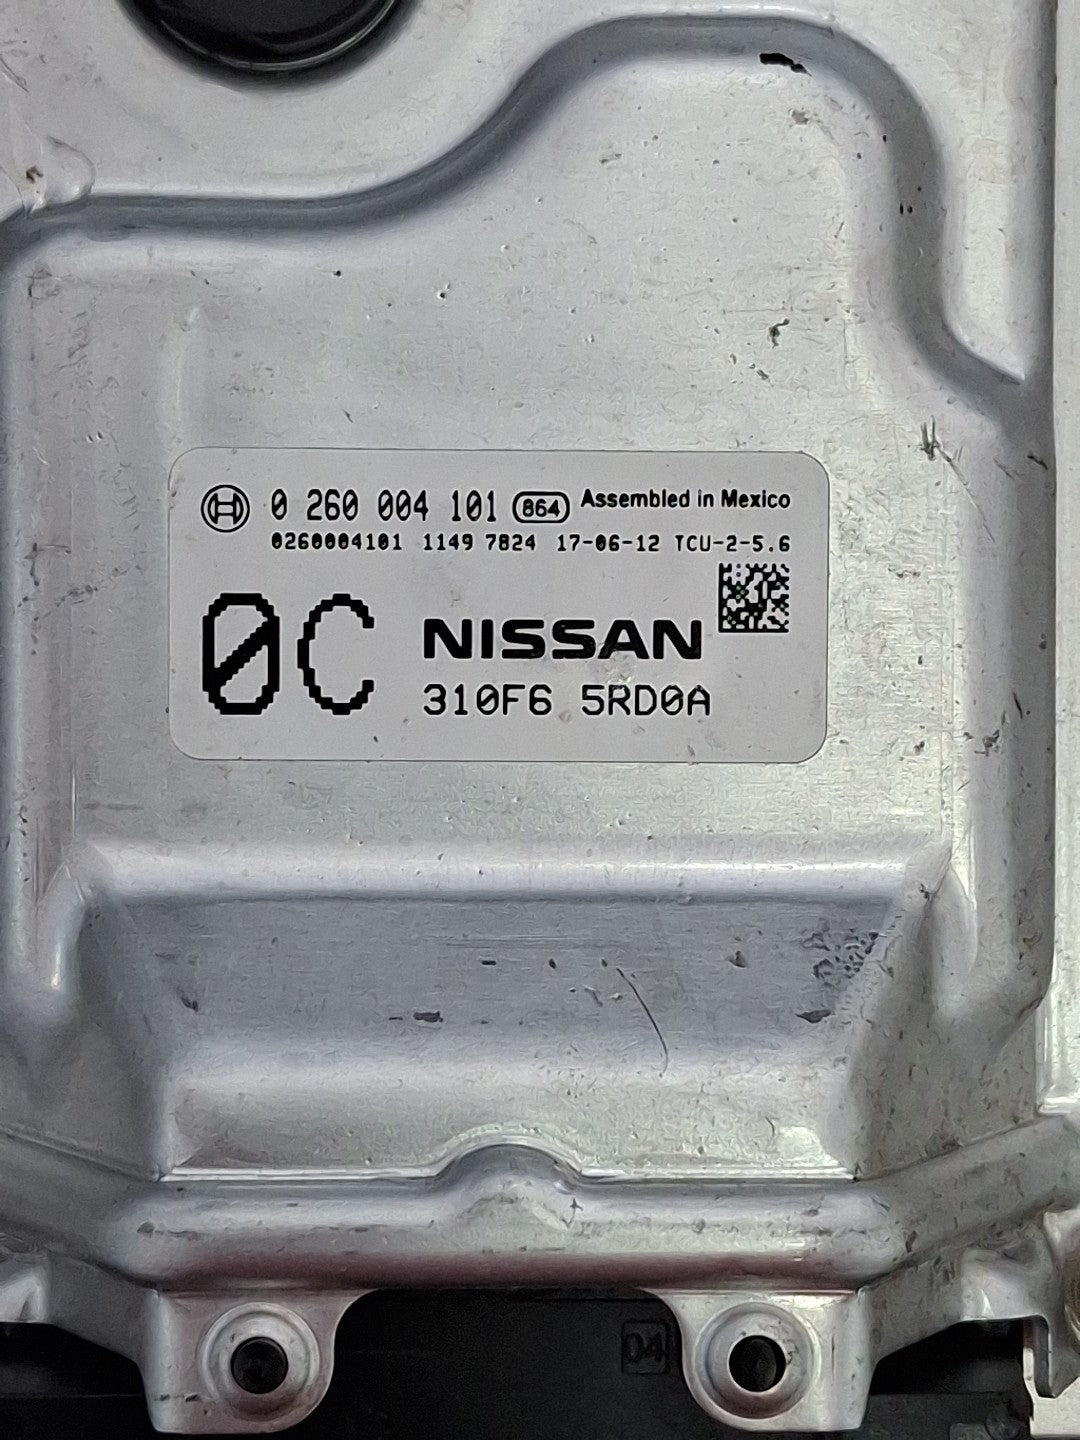 0 260 004 101 864 Assembled in Mexico
0260004101 1149 7824 17-06-12 TCU-2-5.6
0C NISSAN
310F6 5RD0A
04